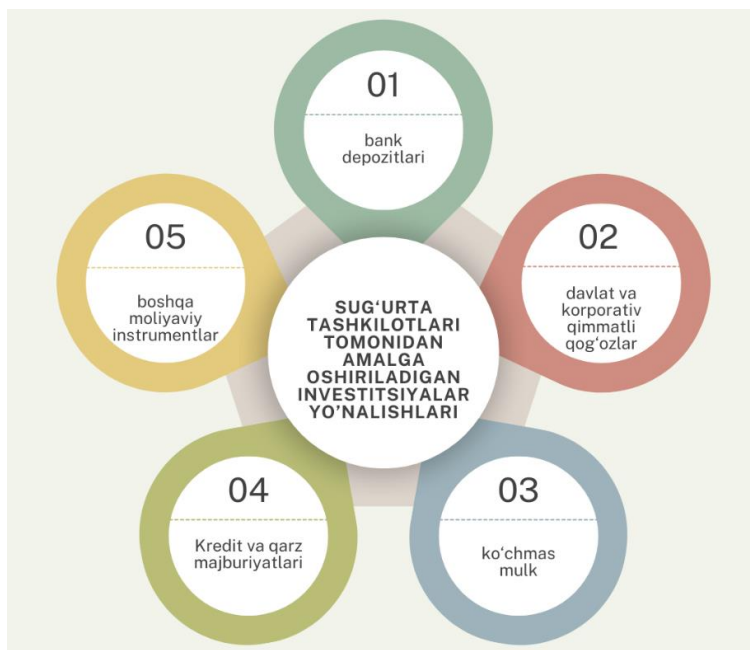 01
bank
depozitlari
05
boshqa
moliyaviy
instrumentlar
02
davlat va
korporativ
qimmatli
qog‘ozlar
SUG‘URTA
TASHKILOTLARI
TOMONIDAN
AMALGA
OSHIRILADIGAN
INVESTITSIYALAR
YO’NALISHLARI
04
Kredit va qarz
majburiyatlari
03
ko‘chmas
mulk